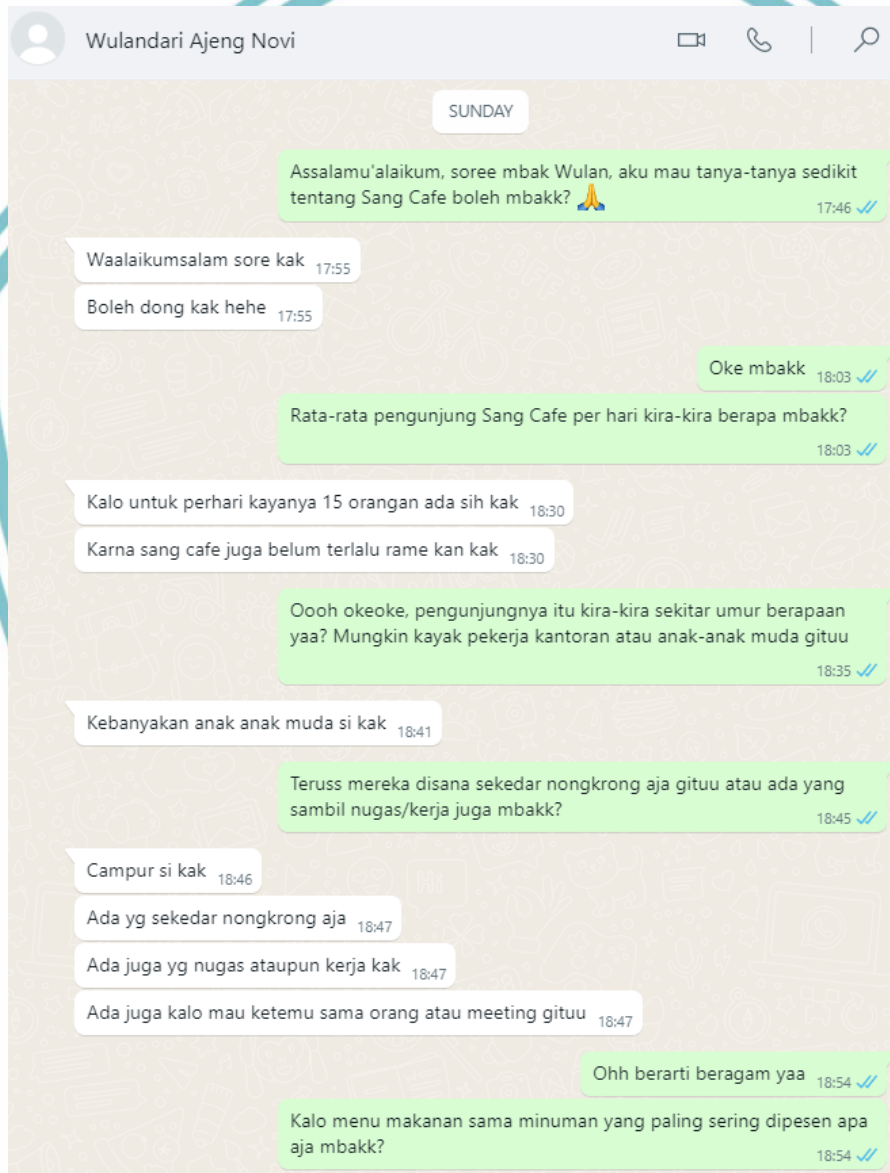 Wulandari Ajeng Novi
SUNDAY
Assalamu'alaikum, soree mbak Wulan, aku mau tanya-tanya sedikit
tentang Sang Cafe boleh mbakk? 🙏
17:46
Waalaikumsalam sore kak 17:55
Boleh dong kak hehe 17:55
Oke mbakk 18:03
Rata-rata pengunjung Sang Cafe per hari kira-kira berapa mbakk?
18:03
Kalo untuk perhari kayanya 15 orangan ada sih kak 18:30
Karna sang cafe juga belum terlalu rame kan kak 18:30
Oooh okeoke, pengunjungnya itu kira-kira sekitar umur berapaan
yaa? Mungkin kayak pekerja kantoran atau anak-anak muda gituu
18:35
Kebanyakan anak anak muda si kak 18:41
Teruss mereka disana sekedar nongkrong aja gituu atau ada yang
sambil nugas/kerja juga mbakk?
18:45
Campur si kak 18:46
Ada yg sekedar nongkrong aja 18:47
Ada juga yg nugas ataupun kerja kak 18:47
Ada juga kalo mau ketemu sama orang atau meeting gituu 18:47
Ohh berarti beragam yaa 18:54
Kalo menu makanan sama minuman yang paling sering dipesen apa
aja mbakk?
18:54